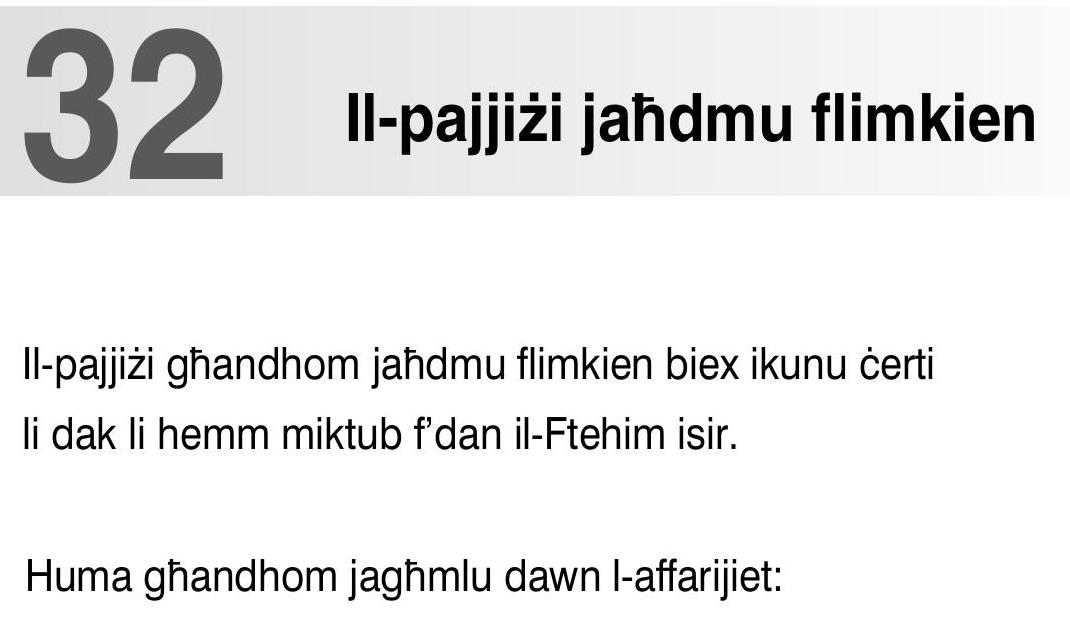 32
Il-pajjiżi jaħdmu flimkien
Il-pajjiżi għandhom jaħdmu flimkien biex ikunu ċerti
li dak li hemm miktub f’dan il-Ftehim isir.
Huma għandhom jagħmlu dawn l-affarijiet: